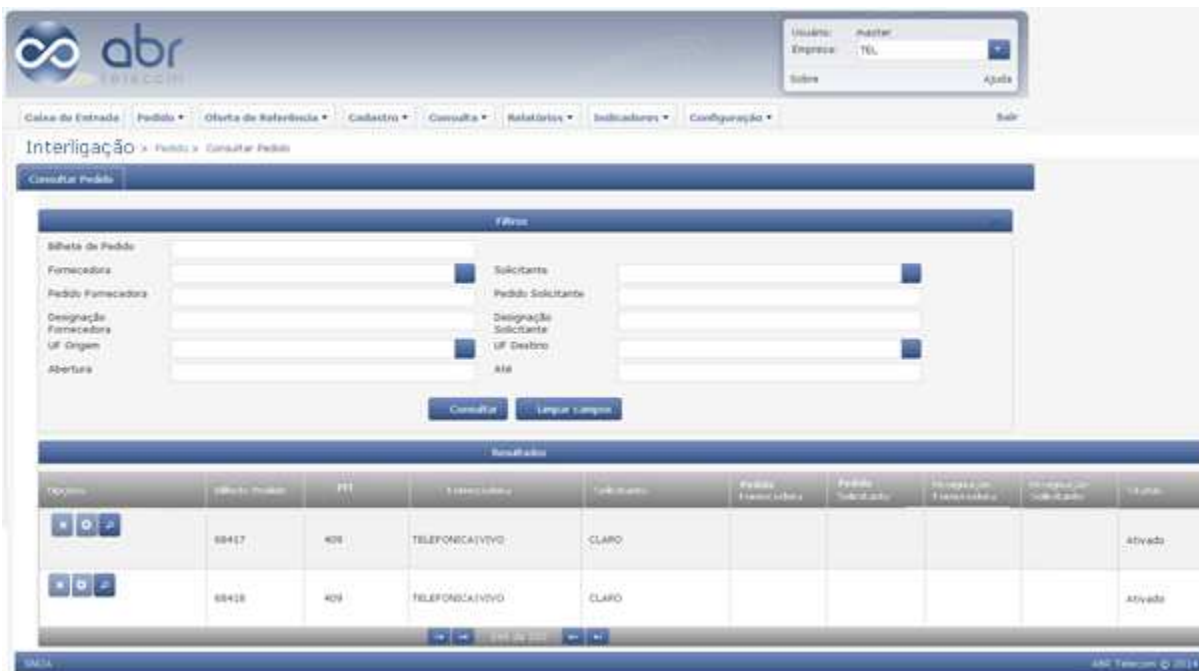 abr
telecom
Usuário: master
Empresa: TEL
Sobre Ajuda
Caixa de Entrada Pedido Oferta de Referência Cadastro Consulta Relatórios Indicadores Configuração Sair
Interligação > Pedido > Consultar Pedido
Consultar Pedido
Filtros
Bilhete de Pedido
Fornecedora Solicitante
Pedido Fornecedora Pedido Solicitante
Designação Fornecedora Designação Solicitante
UF Origem UF Destino
Abertura Até
Consultar Limpar campos
Resultados
Opções Bilhete Pedido Fornecedora Solicitante Pedido Fornecedora Pedido Solicitante Designação Fornecedora Designação Solicitante Status
68417 TELEFONICA|VIVO CLARO Ativado
68418 409 TELEFONICA|VIVO CLARO Ativado
SNOA ABR Telecom ©